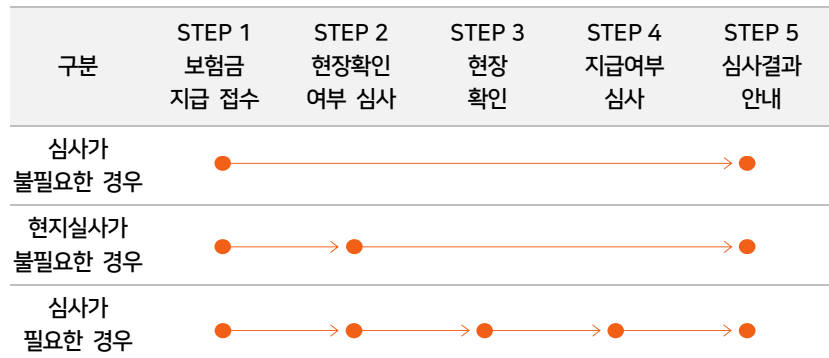 구분
STEP 1
보험금
지급 접수
STEP 2
현장확인
여부 심사
STEP 3
현장
확인
STEP 4
지급여부
심사
STEP 5
심사결과
안내
심사가
불필요한 경우
현지실사가
불필요한 경우
심사가
필요한 경우